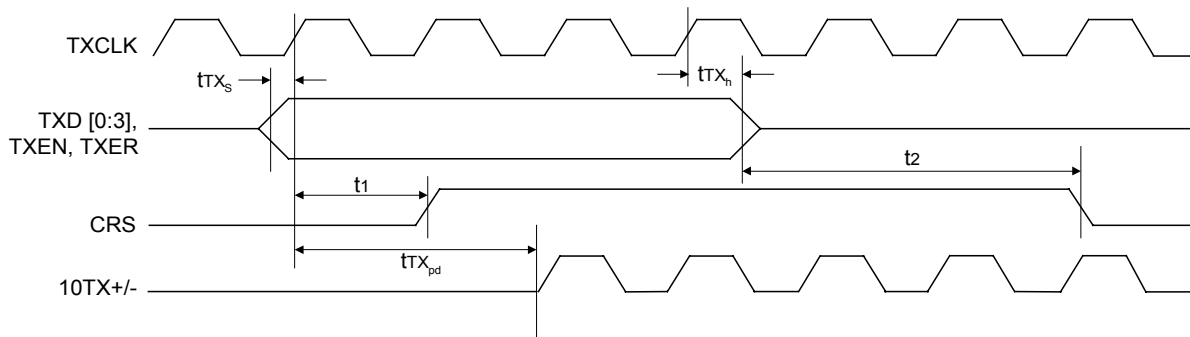 TXCLK
tTXs
tTXh
TXD [0:3],
TXEN, TXER
t1
t2
CRS
tTXpd
10TX+/-